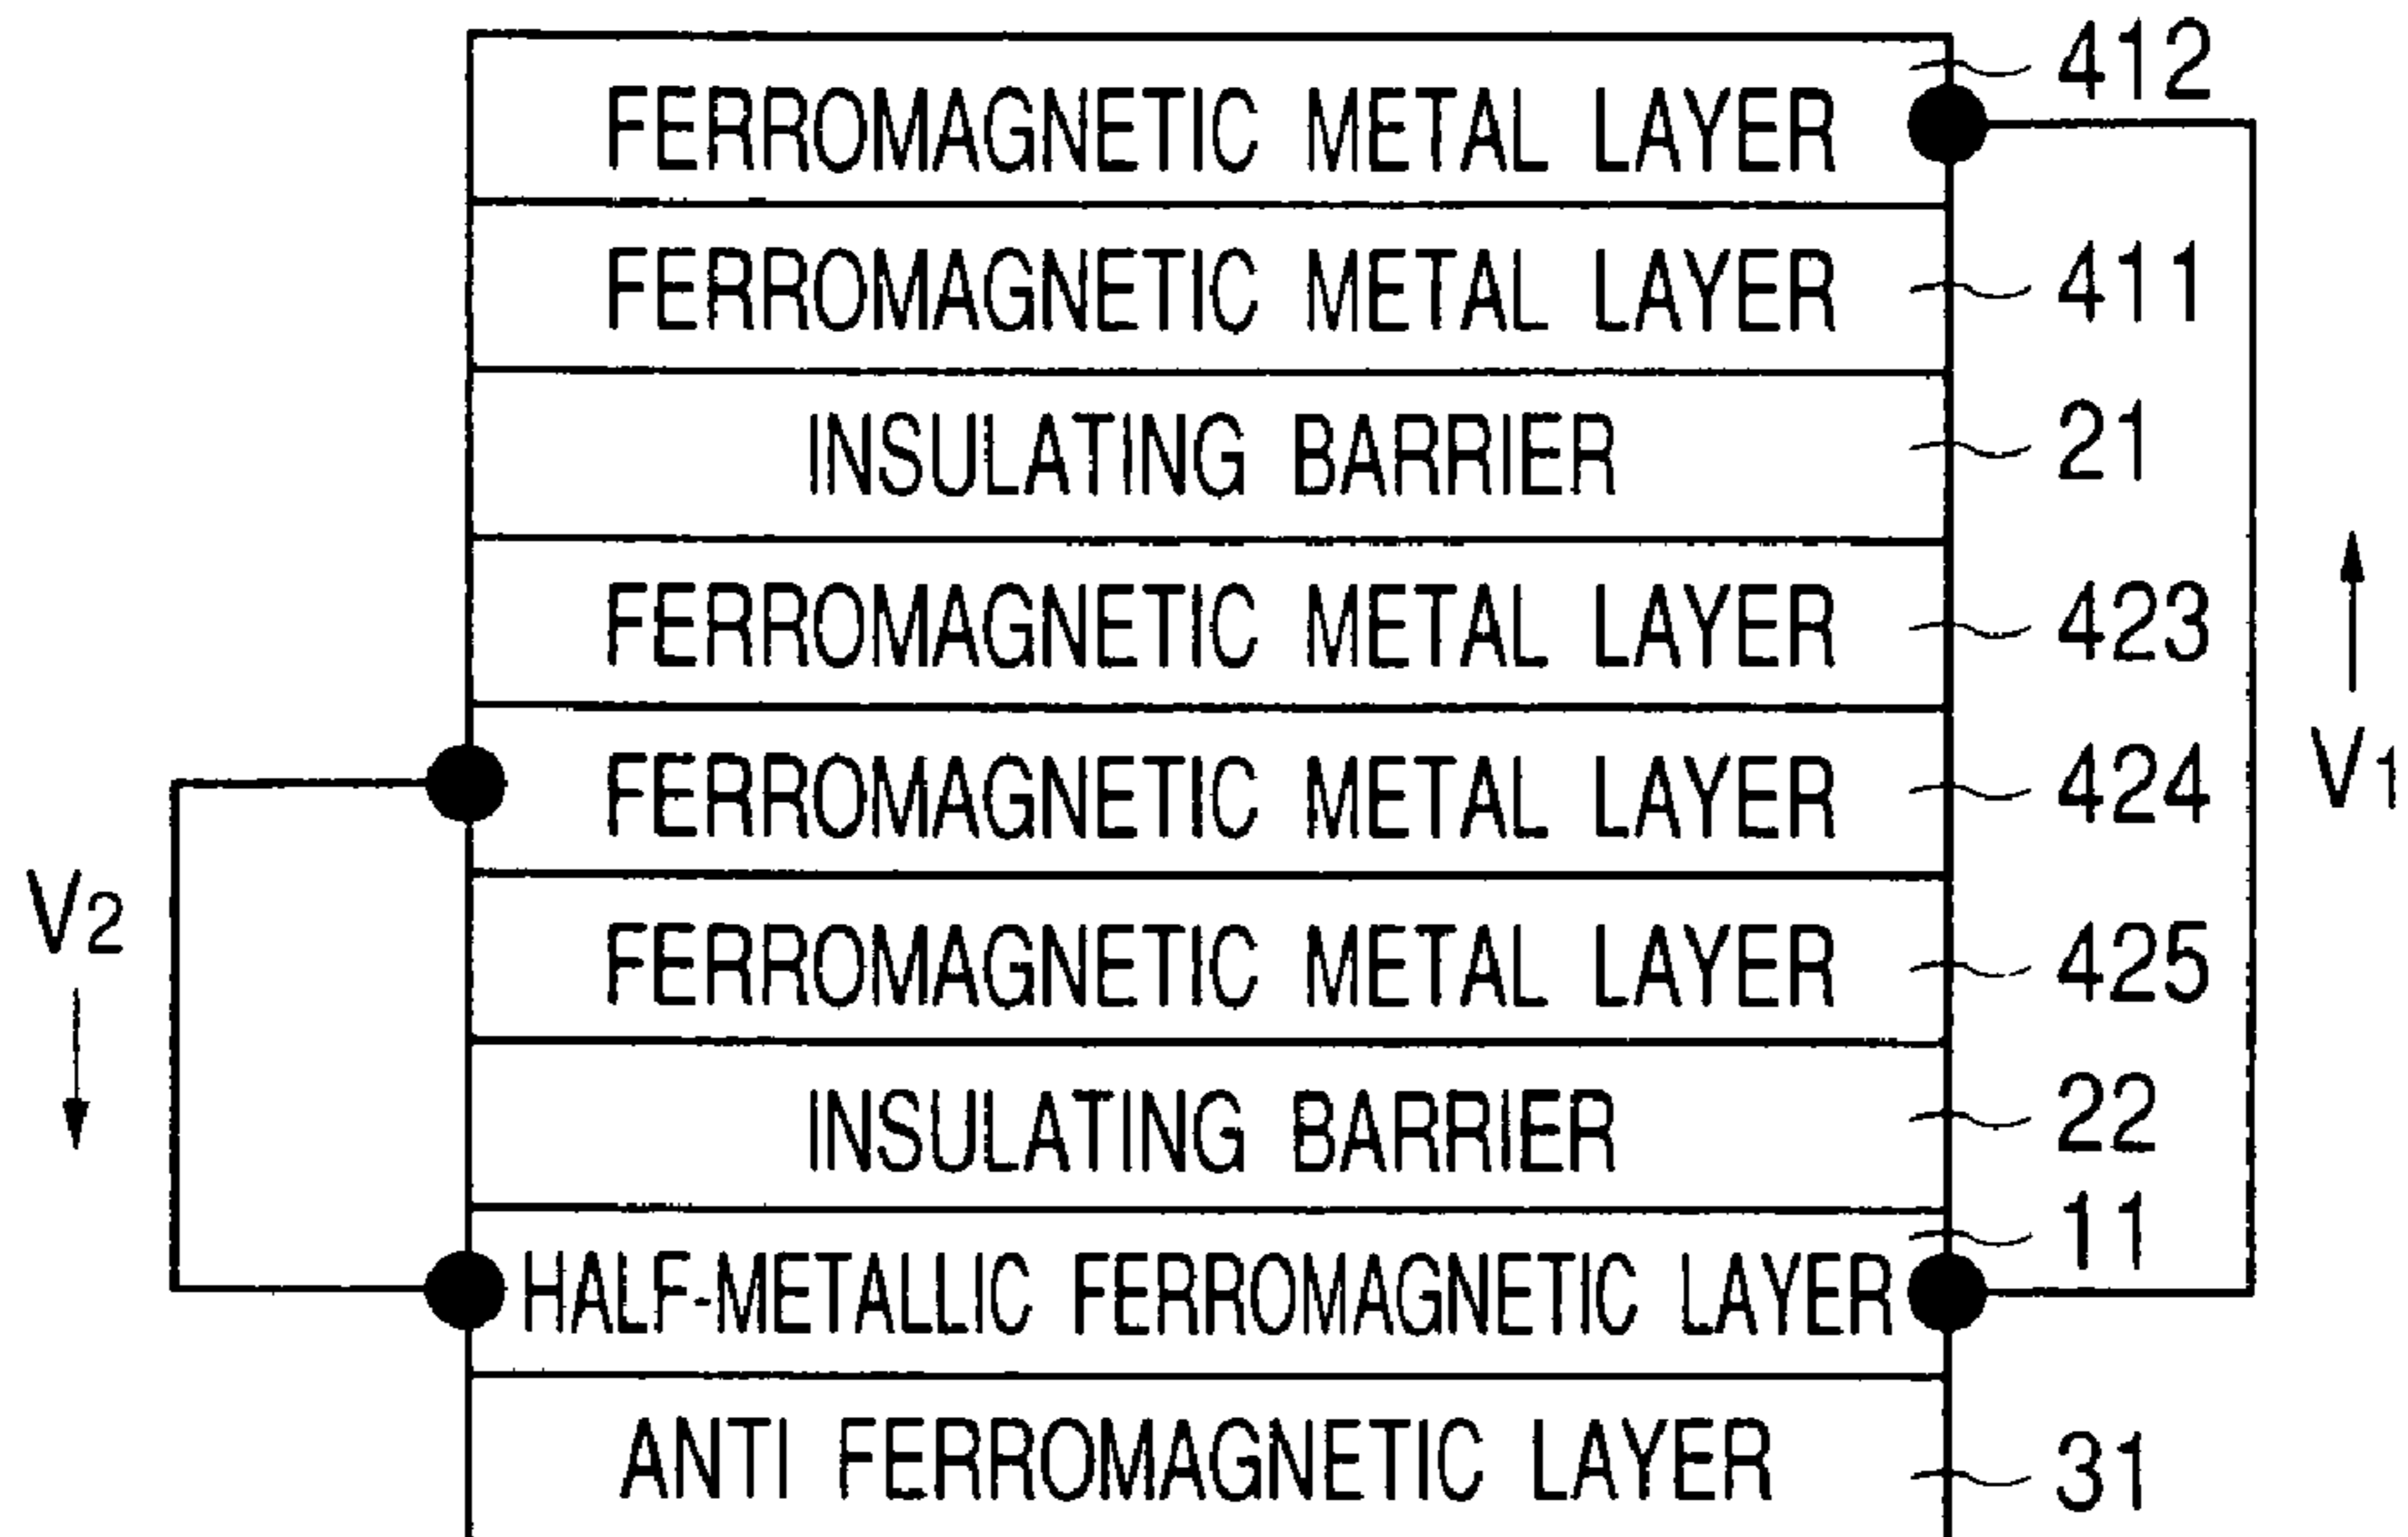 FERROMAGNETIC METAL LAYER 412
FERROMAGNETIC METAL LAYER 411
INSULATING BARRIER 21
FERROMAGNETIC METAL LAYER 423
FERROMAGNETIC METAL LAYER 424
V1
FERROMAGNETIC METAL LAYER 425
V2
INSULATING BARRIER 22
HALF-METALLIC FERROMAGNETIC LAYER 11
ANTI FERROMAGNETIC LAYER 31